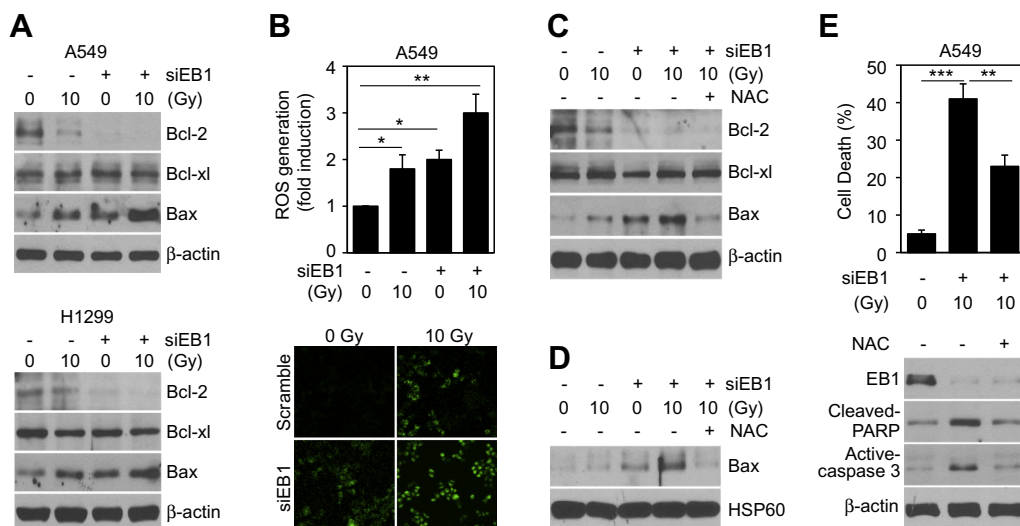 A
A549
- - + + siEB1
0 10 0 10 (Gy)
Bcl-2
Bcl-xl
Bax
β-actin
H1299
- - + + siEB1
0 10 0 10 (Gy)
Bcl-2
Bcl-xl
Bax
β-actin
B
A549
ROS generation
(fold induction)
5
4
3
2
1
0
**
*
*
siEB1 - - + +
(Gy) 0 10 0 10
0 Gy 10 Gy
Scramble
siEB1
C
- - + + + siEB1
0 10 0 10 10 (Gy)
- - - - + NAC
Bcl-2
Bcl-xl
Bax
β-actin
D
- - + + + siEB1
0 10 0 10 10 (Gy)
- - - - + NAC
Bax
HSP60
E
A549
Cell Death (%)
50
40
30
20
10
0
*** **
siEB1 - + +
(Gy) 0 10 10
NAC - - +
EB1
Cleaved-
PARP
Active-
caspase 3
β-actin